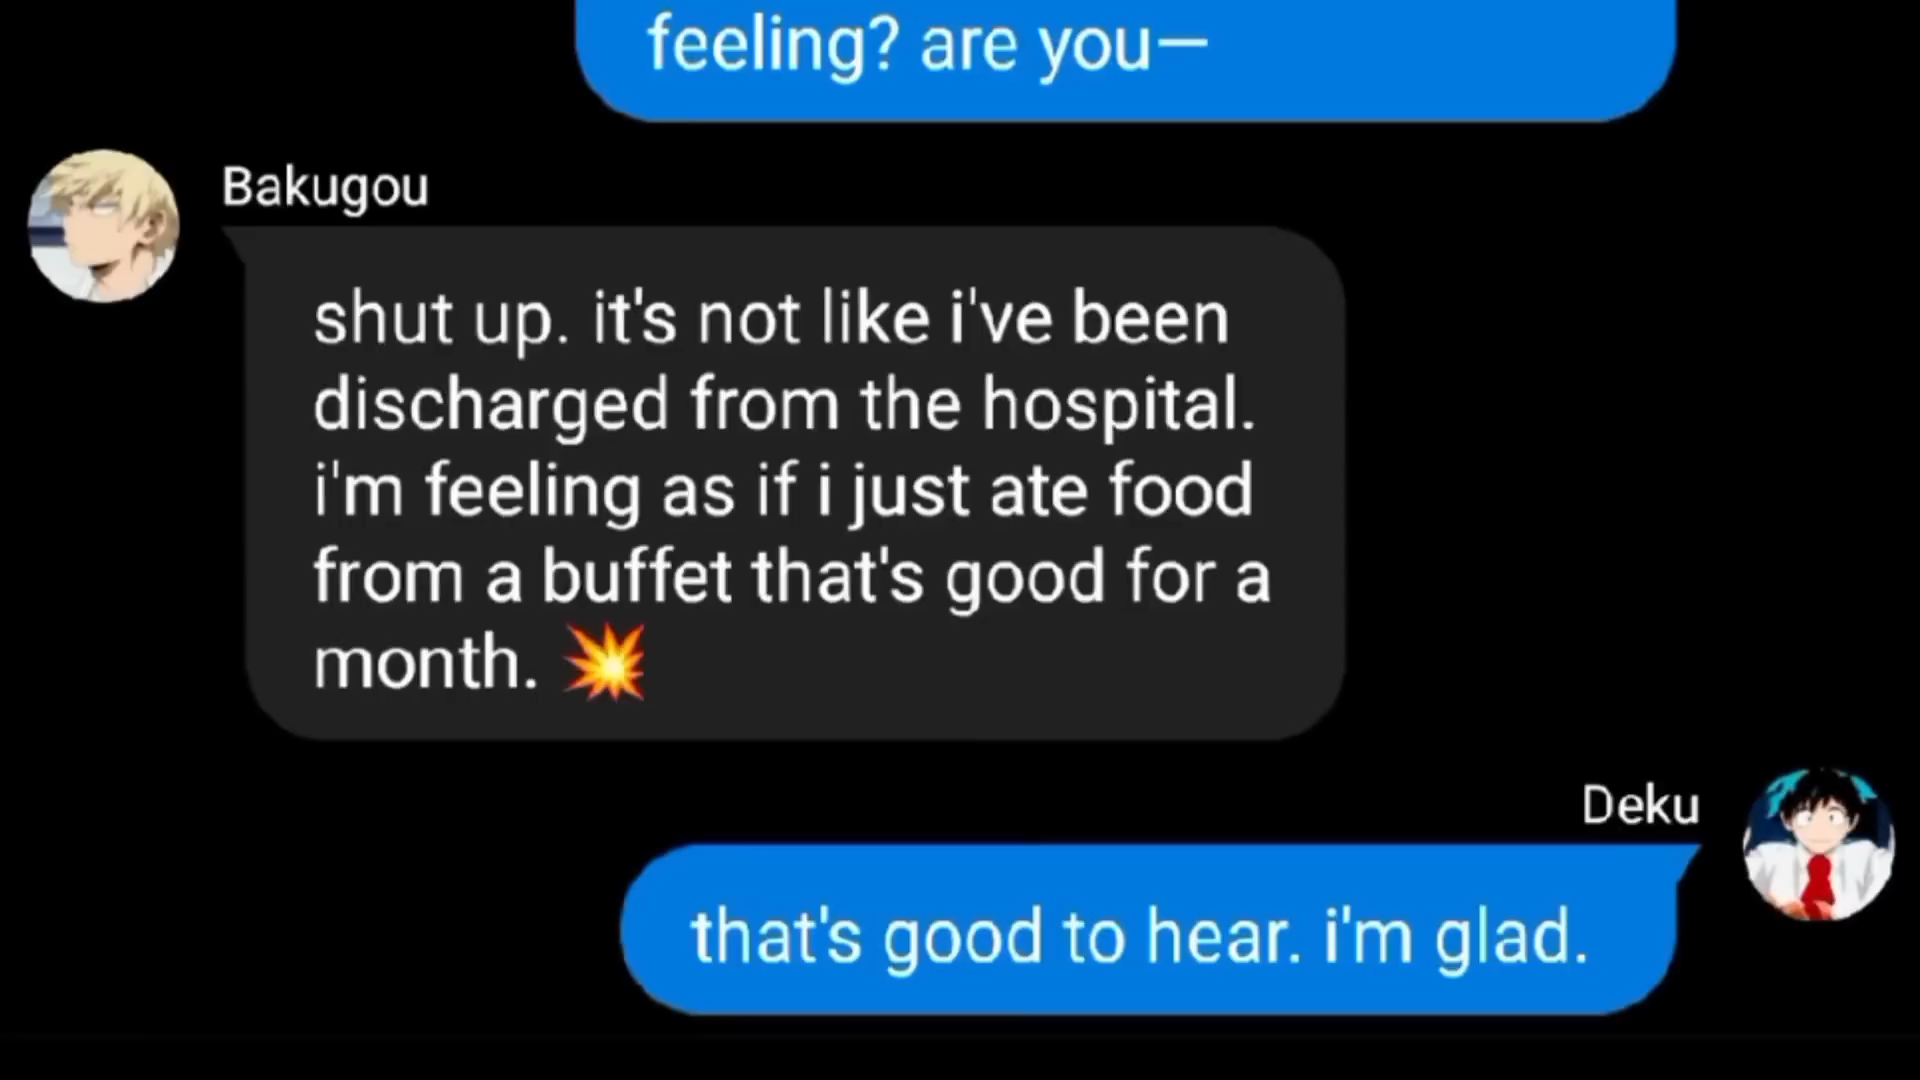 feeling? are you—
Bakugou
shut up. it's not like i've been
discharged from the hospital.
i'm feeling as if i just ate food
from a buffet that's good for a
month. 💥
Deku
that's good to hear. i'm glad.